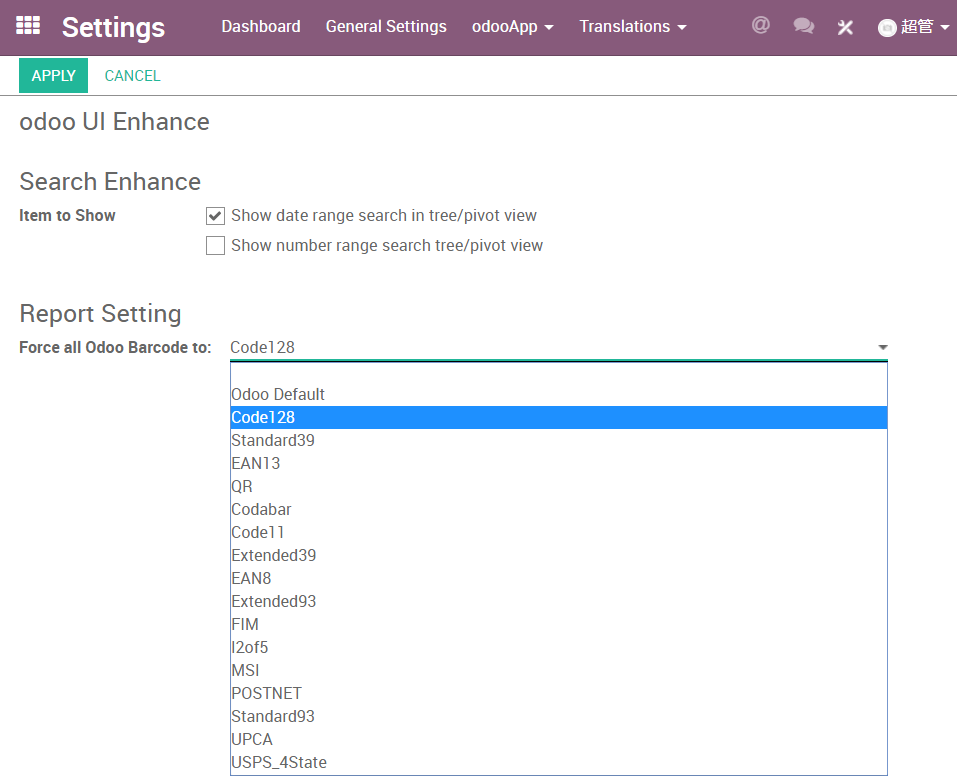 Settings Dashboard General Settings odooApp Translations @ 超管
APPLY CANCEL
odoo UI Enhance
Search Enhance
Item to Show Show date range search in tree/pivot view
Show number range search tree/pivot view
Report Setting
Force all Odoo Barcode to: Code128
Odoo Default
Code128
Standard39
EAN13
QR
Codabar
Code11
Extended39
EAN8
Extended93
FIM
I2of5
MSI
POSTNET
Standard93
UPCA
USPS_4State